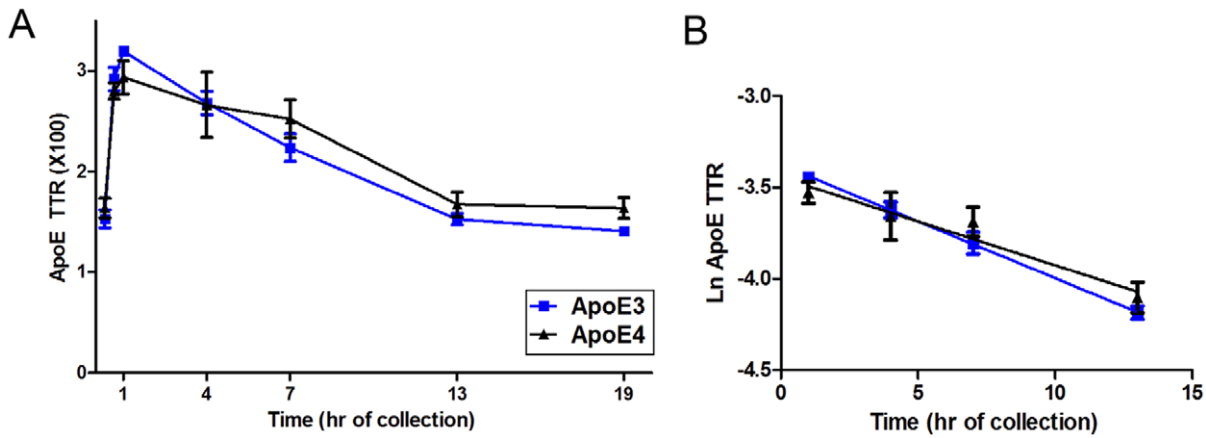 A
ApoE TTR (X100)
3
2
1
0
1 4 7 13 19
Time (hr of collection)
ApoE3
ApoE4
B
Ln ApoE TTR
-3.0
-3.5
-4.0
-4.5
0 5 10 15
Time (hr of collection)